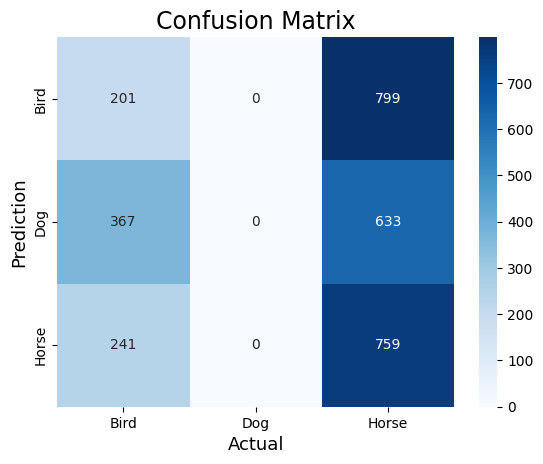 Confusion Matrix
Prediction
Bird
201
0
799
Dog
367
0
633
Horse
241
0
759
Bird
Dog
Horse
Actual
700
600
500
400
300
200
100
0